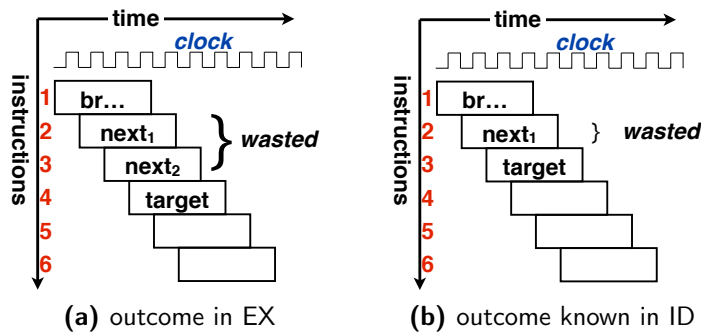 time
clock
instructions
1 br...
2 next₁
wasted
3 next₂
4 target
5
6
(a) outcome in EX
time
clock
instructions
1 br...
2 next₁
wasted
3 target
4
5
6
(b) outcome known in ID